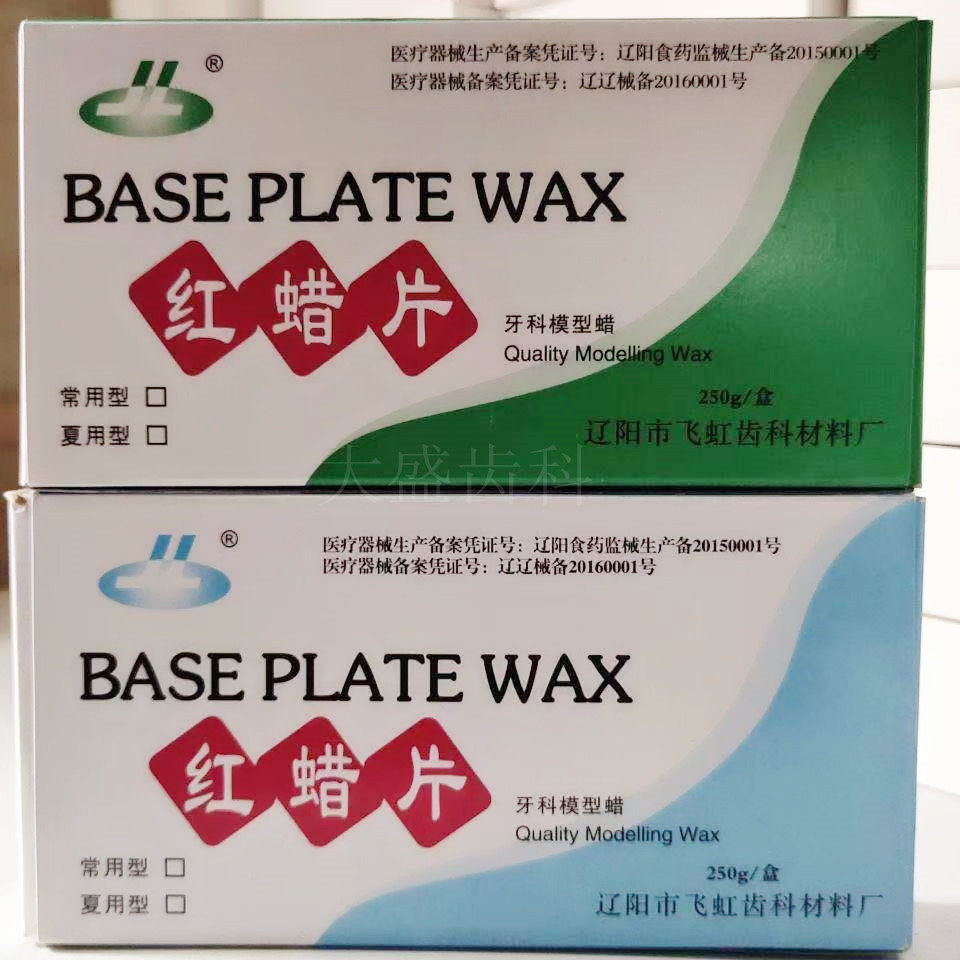 ®
医疗器械生产备案凭证号：辽阳食药监械生产备20150001号
医疗器械备案凭证号：辽辽械备20160001号
BASE PLATE WAX
红蜡片
牙科模型蜡
Quality Modelling Wax
常用型 □
夏用型 □
250g/盒
辽阳市飞虹齿科材料厂
大盛齿科
®
医疗器械生产备案凭证号：辽阳食药监械生产备20150001号
医疗器械备案凭证号：辽辽械备20160001号
BASE PLATE WAX
红蜡片
牙科模型蜡
Quality Modelling Wax
常用型 □
夏用型 □
250g/盒
辽阳市飞虹齿科材料厂